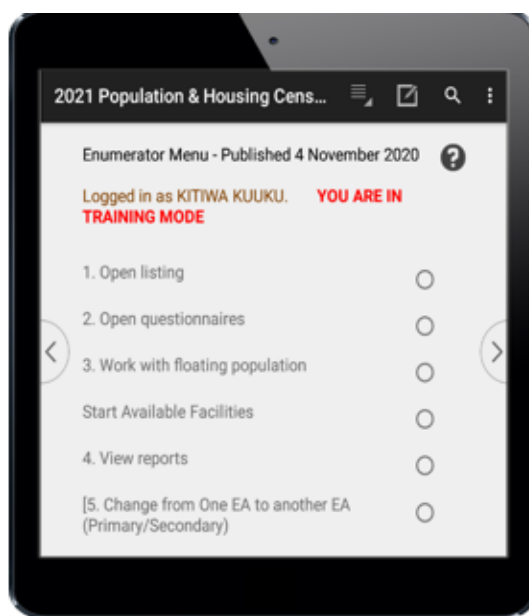 2021 Population & Housing Cens...
Enumerator Menu - Published 4 November 2020
?
Logged in as KITIWA KUUKU. YOU ARE IN
TRAINING MODE
1. Open listing
2. Open questionnaires
3. Work with floating population
Start Available Facilities
4. View reports
[5. Change from One EA to another EA
(Primary/Secondary)